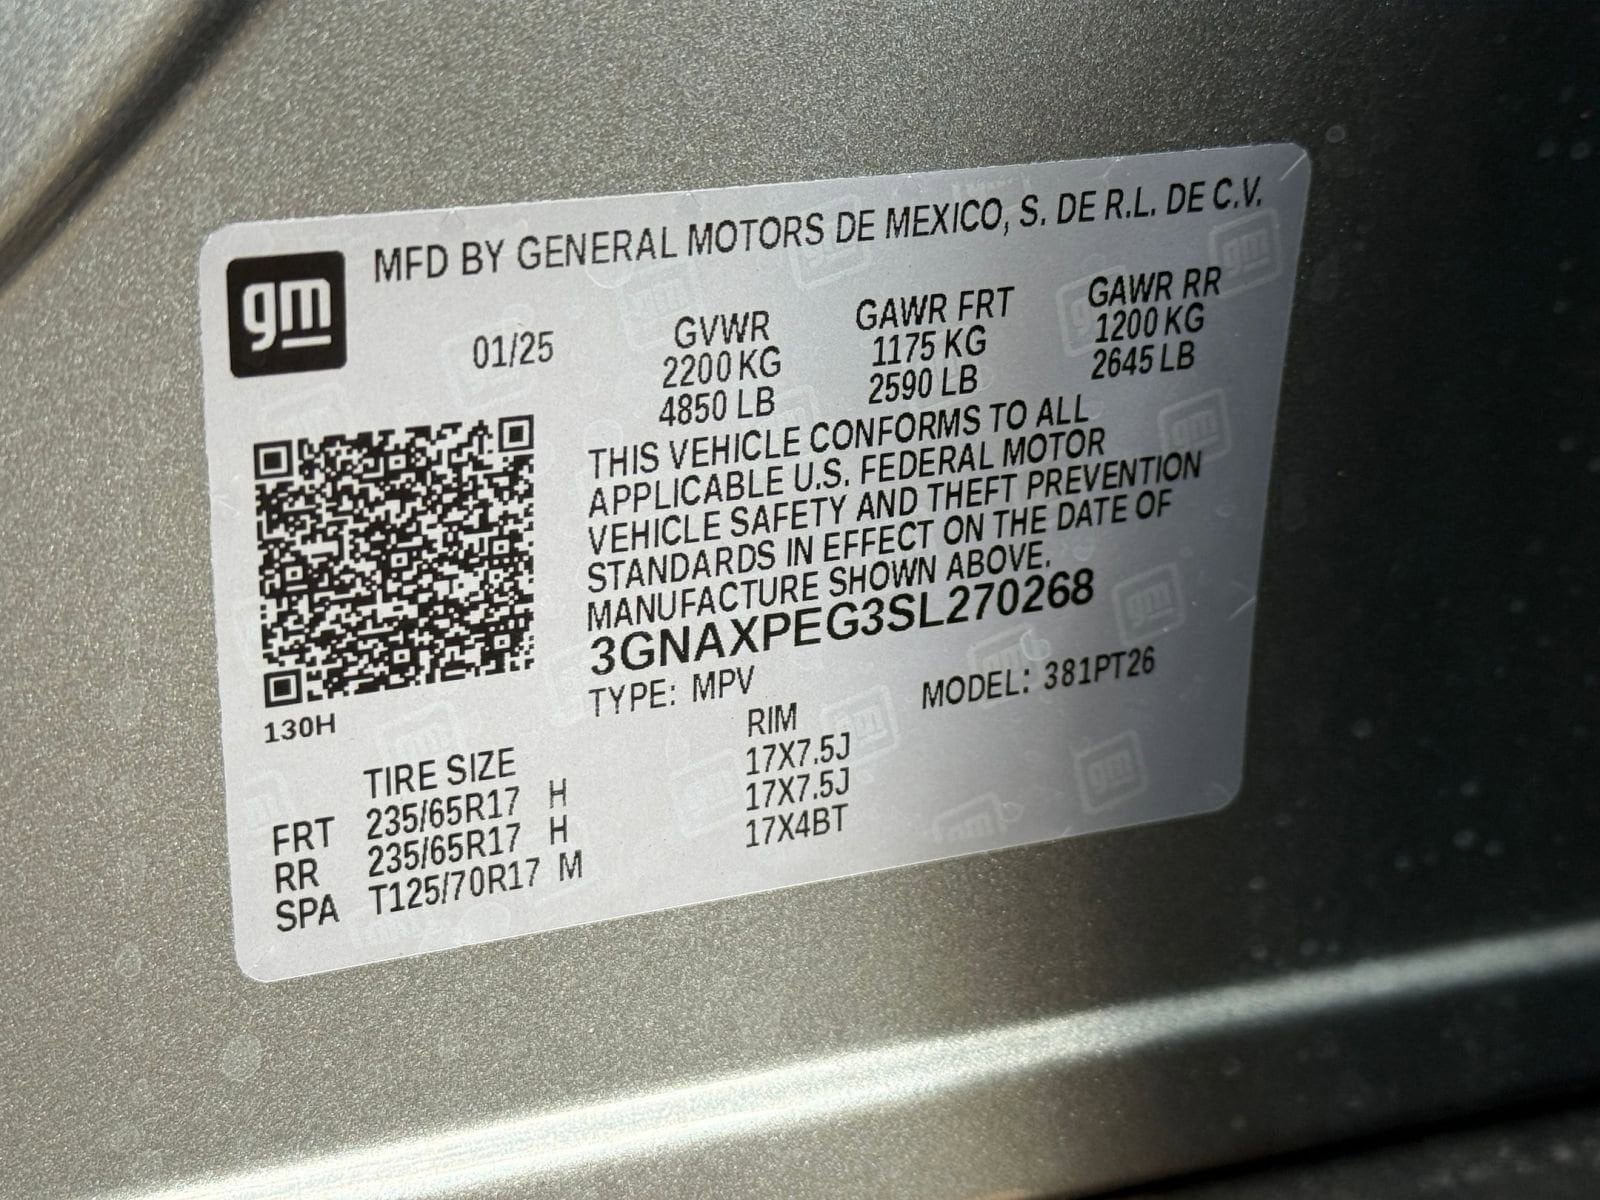 gm
MFD BY GENERAL MOTORS DE MEXICO, S. DE R.L. DE C.V.
01/25
GVWR
2200 KG
4850 LB
GAWR FRT
1175 KG
2590 LB
GAWR RR
1200 KG
2645 LB
THIS VEHICLE CONFORMS TO ALL
APPLICABLE U.S. FEDERAL MOTOR
VEHICLE SAFETY AND THEFT PREVENTION
STANDARDS IN EFFECT ON THE DATE OF
MANUFACTURE SHOWN ABOVE.
3GNAXPEG3SL270268
TYPE: MPV MODEL: 381PT26
130H
TIRE SIZE RIM
FRT 235/65R17 H 17X7.5J
RR 235/65R17 H 17X7.5J
SPA T125/70R17 M 17X4BT